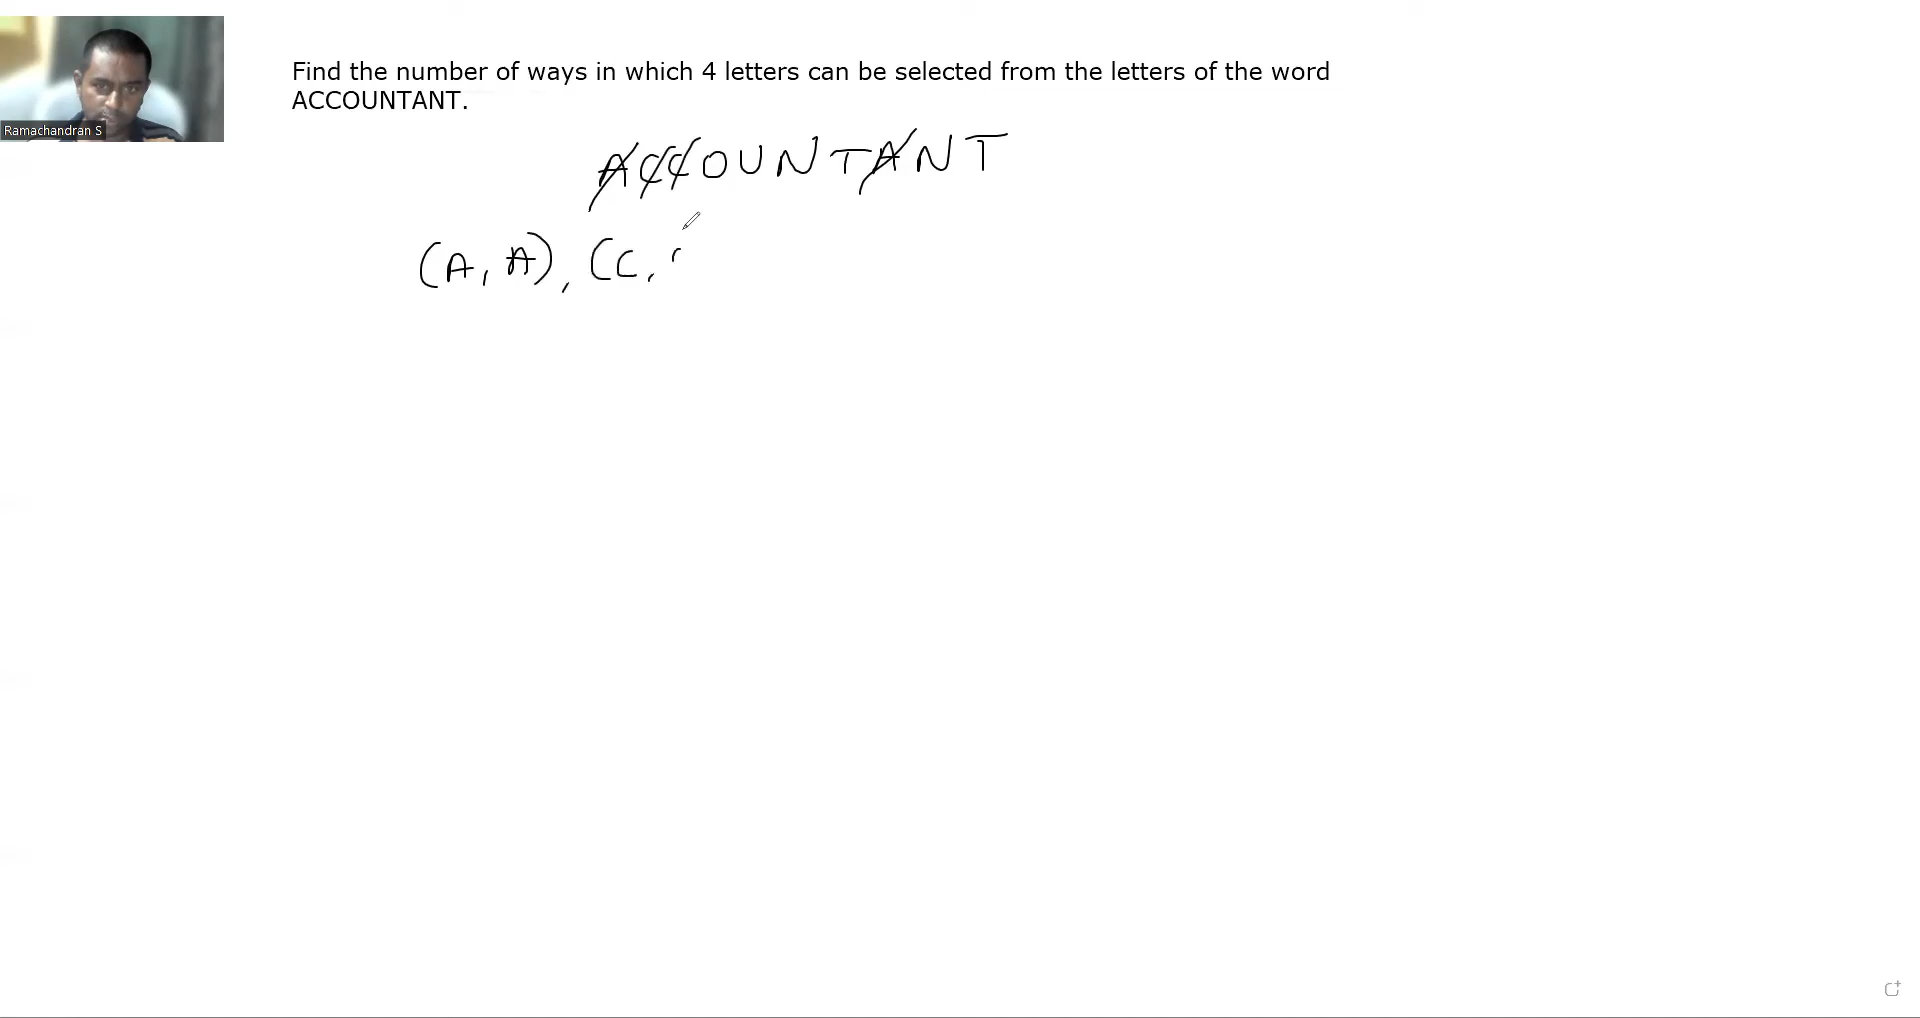 Ramachandran S
Find the number of ways in which 4 letters can be selected from the letters of the word
ACCOUNTANT.
ACCOUNTANT
(A, A), (C,